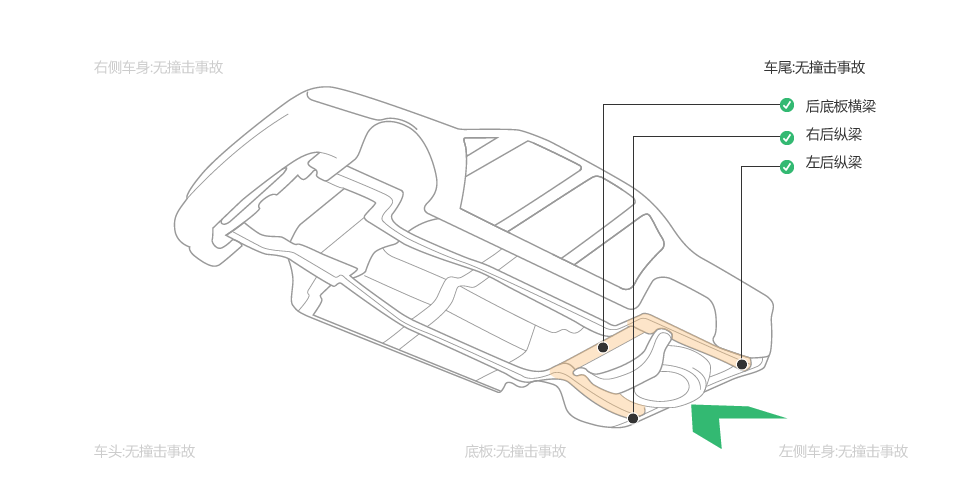 右侧车身:无撞击事故
车尾:无撞击事故
后底板横梁
右后纵梁
左后纵梁
车头:无撞击事故
底板:无撞击事故
左侧车身:无撞击事故